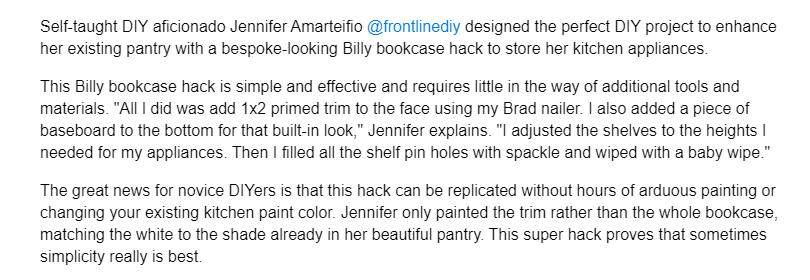 Self-taught DIY aficionado Jennifer Amarteifio @frontlinediy designed the perfect DIY project to enhance
her existing pantry with a bespoke-looking Billy bookcase hack to store her kitchen appliances.
This Billy bookcase hack is simple and effective and requires little in the way of additional tools and
materials. "All I did was add 1x2 primed trim to the face using my Brad nailer. I also added a piece of
baseboard to the bottom for that built-in look," Jennifer explains. "I adjusted the shelves to the heights I
needed for my appliances. Then I filled all the shelf pin holes with spackle and wiped with a baby wipe."
The great news for novice DIYers is that this hack can be replicated without hours of arduous painting or
changing your existing kitchen paint color. Jennifer only painted the trim rather than the whole bookcase,
matching the white to the shade already in her beautiful pantry. This super hack proves that sometimes
simplicity really is best.